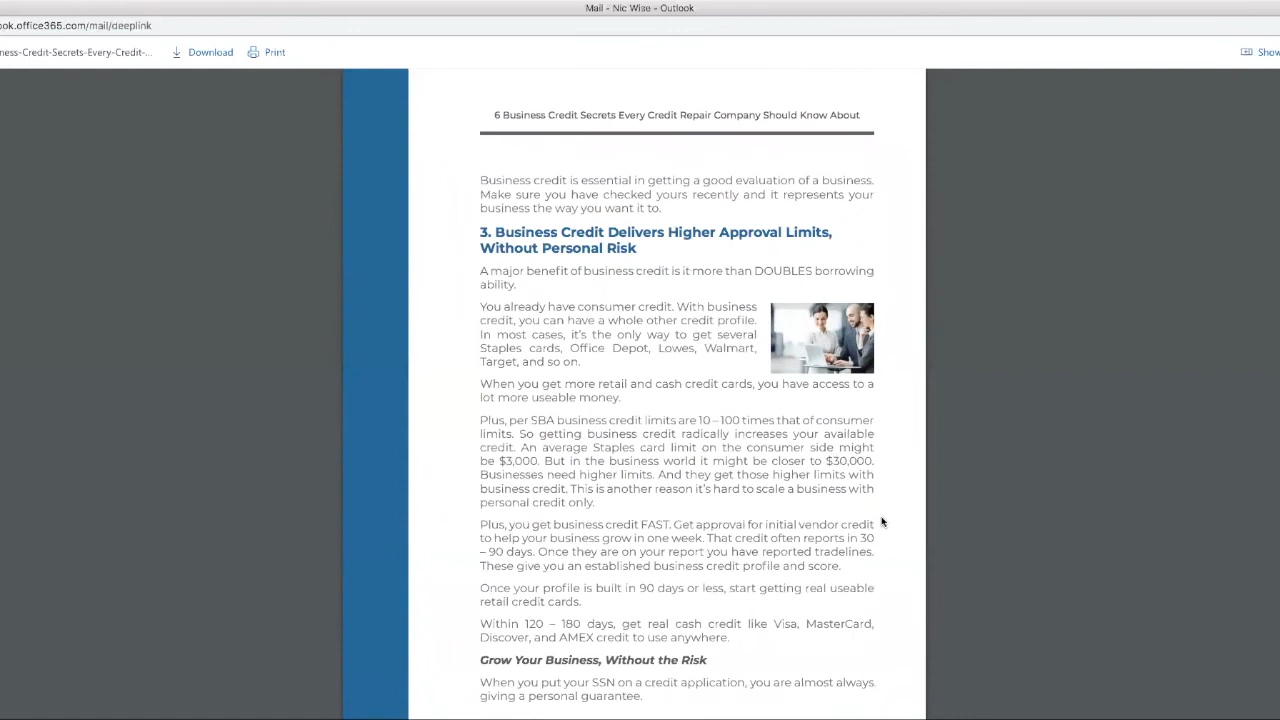 Mail - Nic Wise - Outlook
ok.office365.com/mail/deeplink
ness-Credit-Secrets-Every-Credit-...
Download
Print
Show
6 Business Credit Secrets Every Credit Repair Company Should Know About
Business credit is essential in getting a good evaluation of a business.
Make sure you have checked yours recently and it represents your
business the way you want it to.
3. Business Credit Delivers Higher Approval Limits,
Without Personal Risk
A major benefit of business credit is it more than DOUBLES borrowing
ability.
You already have consumer credit. With business
credit, you can have a whole other credit profile.
In most cases, it's the only way to get several
Staples cards, Office Depot, Lowes, Walmart,
Target, and so on.
When you get more retail and cash credit cards, you have access to a
lot more useable money.
Plus, per SBA business credit limits are 10 – 100 times that of consumer
limits. So getting business credit radically increases your available
credit. An average Staples card limit on the consumer side might
be $3,000. But in the business world it might be closer to $30,000.
Businesses need higher limits. And they get those higher limits with
business credit. This is another reason it's hard to scale a business with
personal credit only.
Plus, you get business credit FAST. Get approval for initial vendor credit
to help your business grow in one week. That credit often reports in 30
– 90 days. Once they are on your report you have reported tradelines.
These give you an established business credit profile and score.
Once your profile is built in 90 days or less, start getting real useable
retail credit cards.
Within 120 – 180 days, get real cash credit like Visa, MasterCard,
Discover, and AMEX credit to use anywhere.
Grow Your Business, Without the Risk
When you put your SSN on a credit application, you are almost always
giving a personal guarantee.